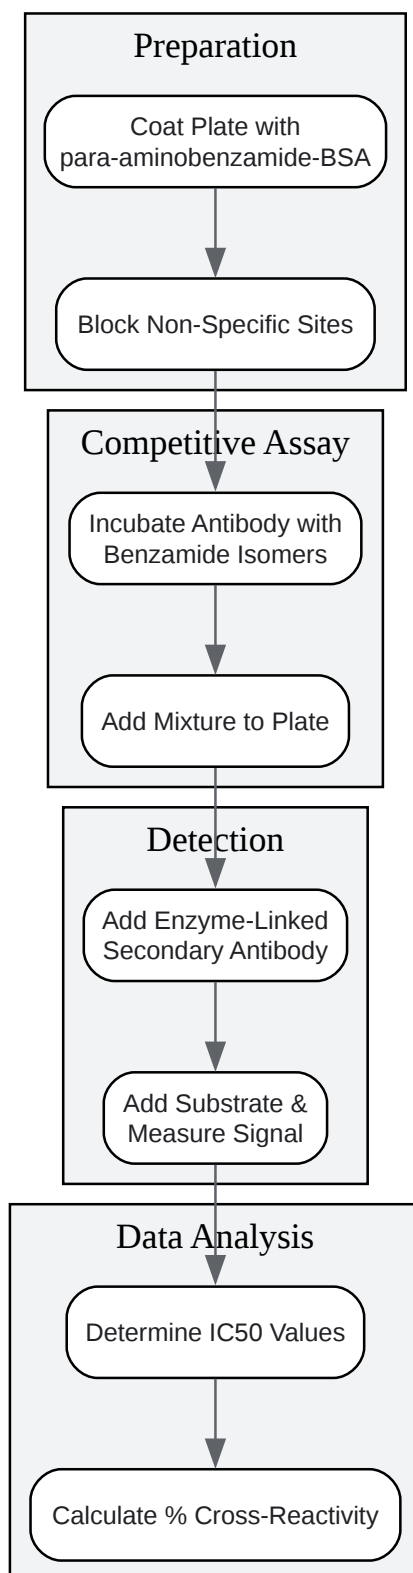 Preparation
Coat Plate with
para-aminobenzamide-BSA
Block Non-Specific Sites
Competitive Assay
Incubate Antibody with
Benzamide Isomers
Add Mixture to Plate
Detection
Add Enzyme-Linked
Secondary Antibody
Add Substrate &
Measure Signal
Data Analysis
Determine IC50 Values
Calculate % Cross-Reactivity